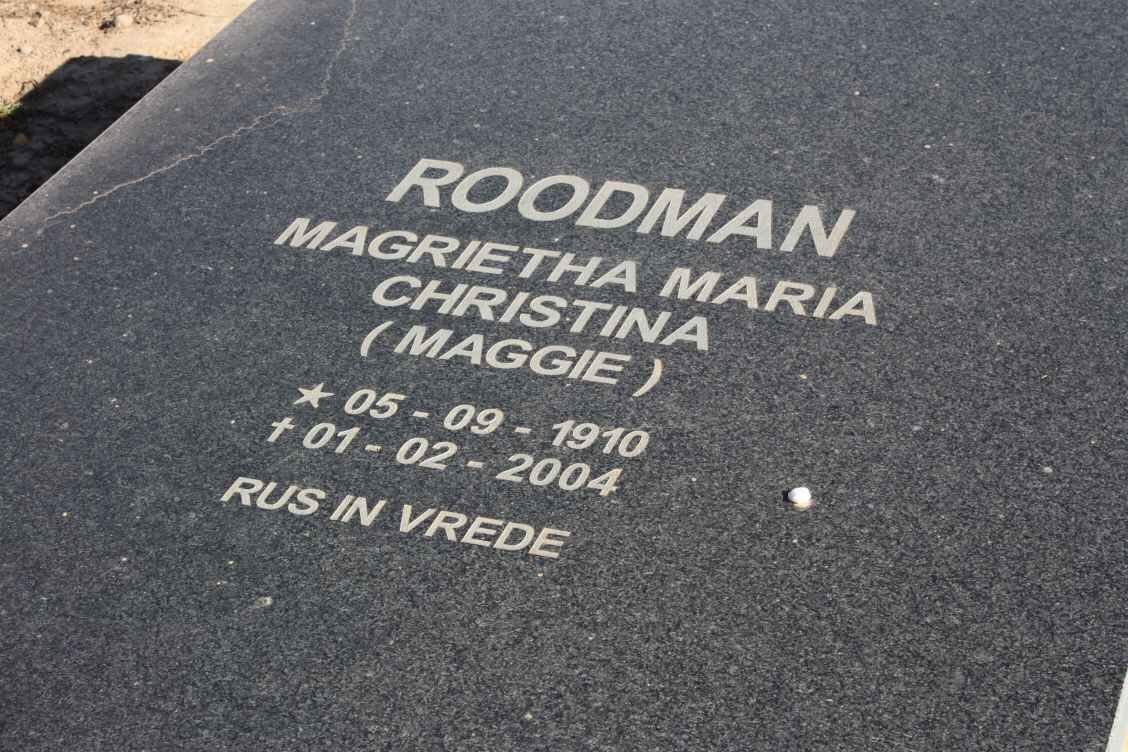 ROODMAN
MAGRIETHA MARIA
CHRISTINA
( MAGGIE )
★ 05 - 09 - 1910
† 01 - 02 - 2004
RUS IN VREDE